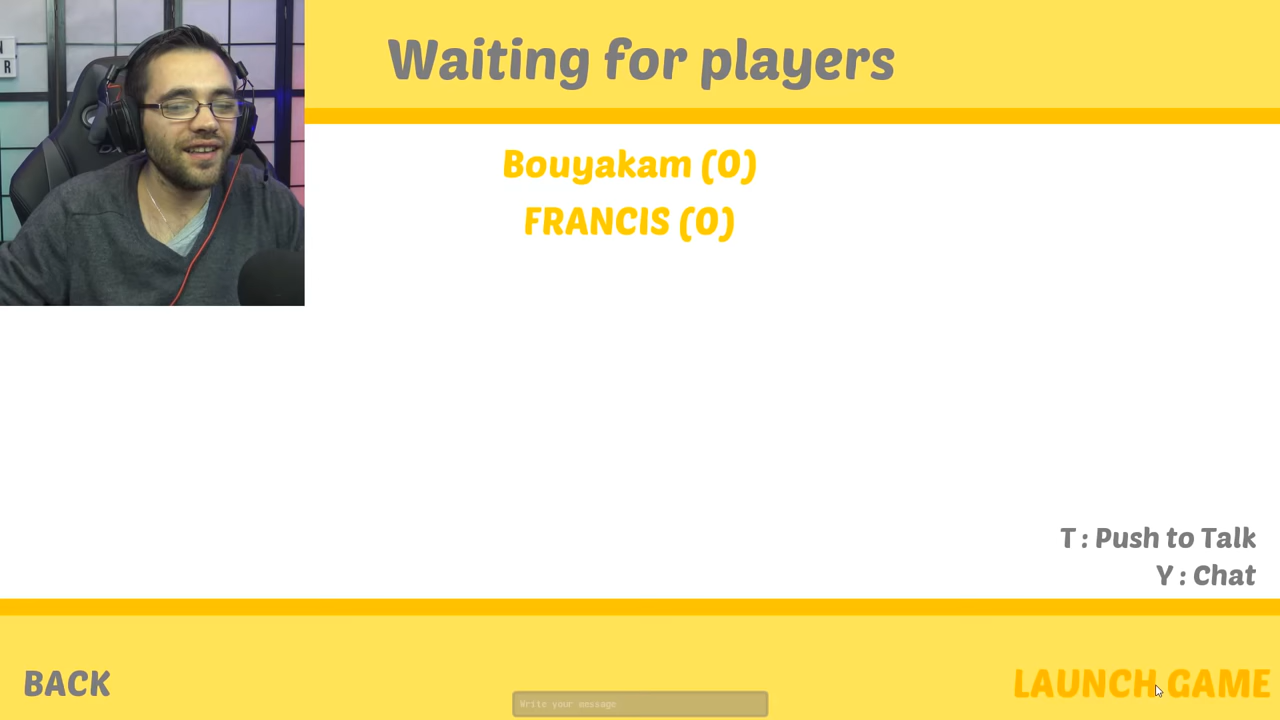 N
R
Waiting for players
Bouyakam (0)
FRANCIS (0)
T : Push to Talk
Y : Chat
BACK
Write your message
LAUNCH GAME